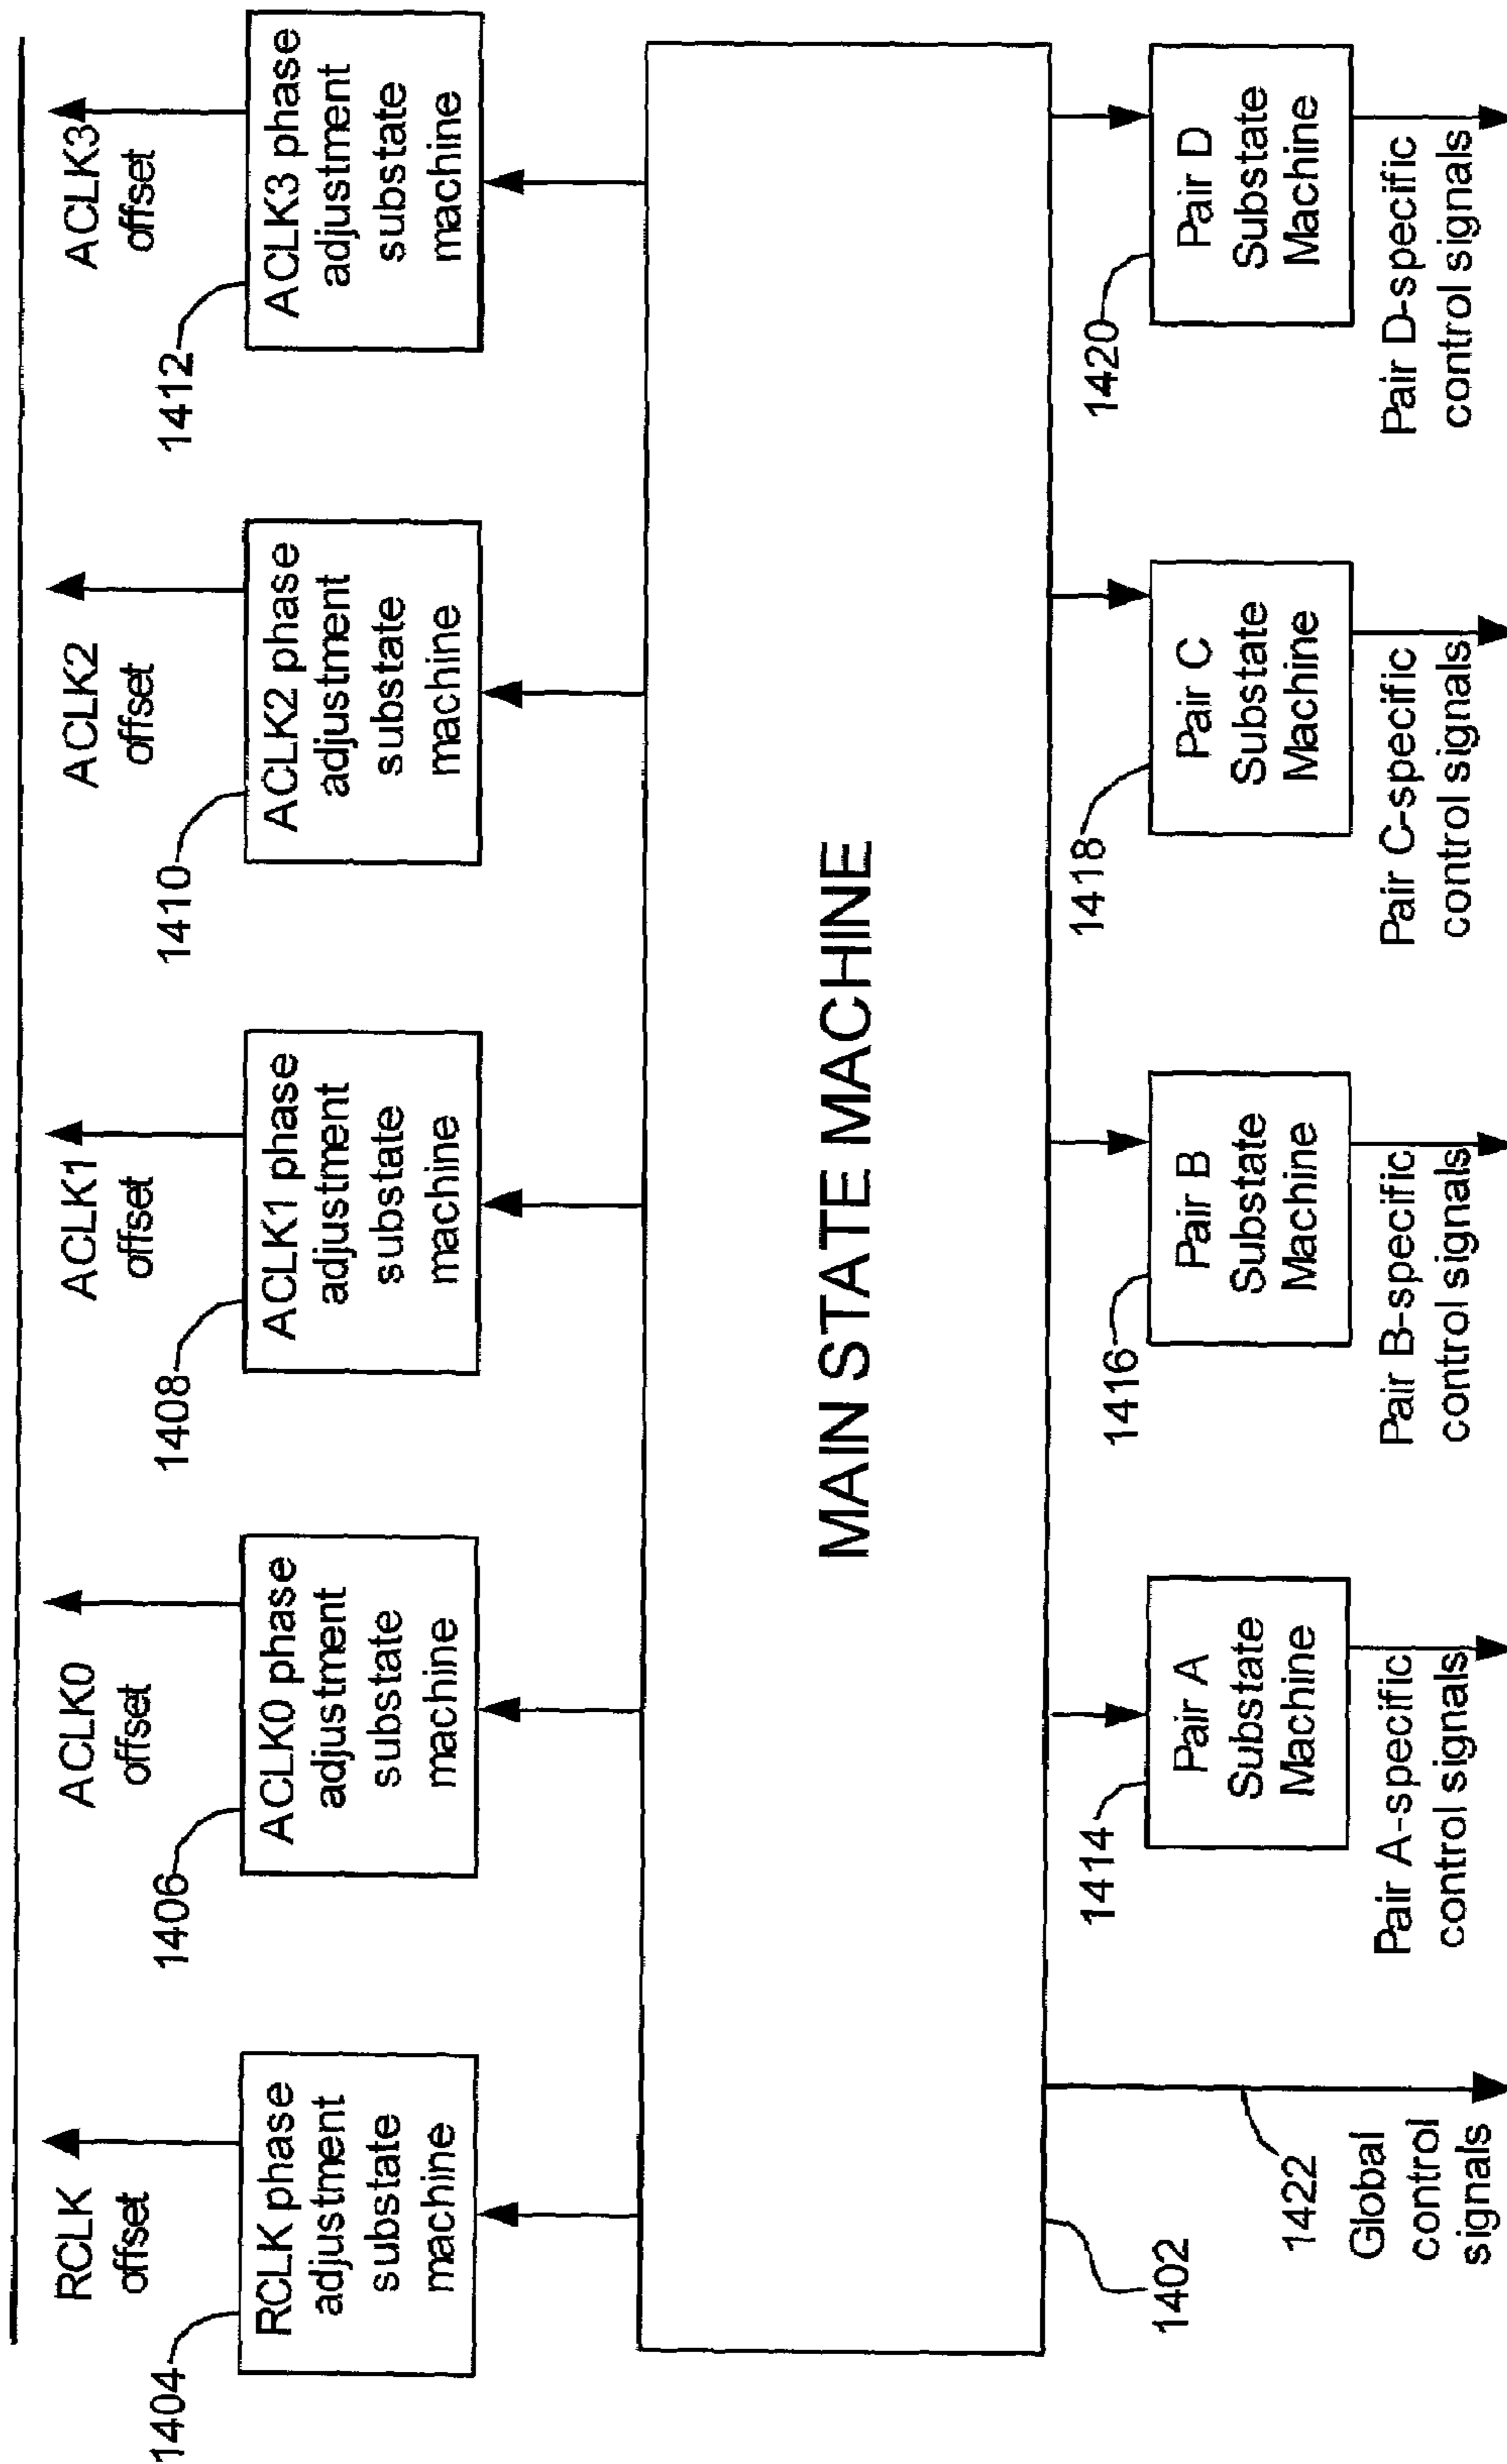 RCLK
offset
ACLK0
offset
ACLK1
offset
ACLK2
offset
ACLK3
offset
1404
RCLK phase
adjustment
substate
machine
1406
ACLK0 phase
adjustment
substate
machine
1408
ACLK1 phase
adjustment
substate
machine
1410
ACLK2 phase
adjustment
substate
machine
1412
ACLK3 phase
adjustment
substate
machine
MAIN STATE MACHINE
1402
1422
Global
control
signals
1414
Pair A
Substate
Machine
Pair A-specific
control signals
1416
Pair B
Substate
Machine
Pair B-specific
control signals
1418
Pair C
Substate
Machine
Pair C-specific
control signals
1420
Pair D
Substate
Machine
Pair D-specific
control signals